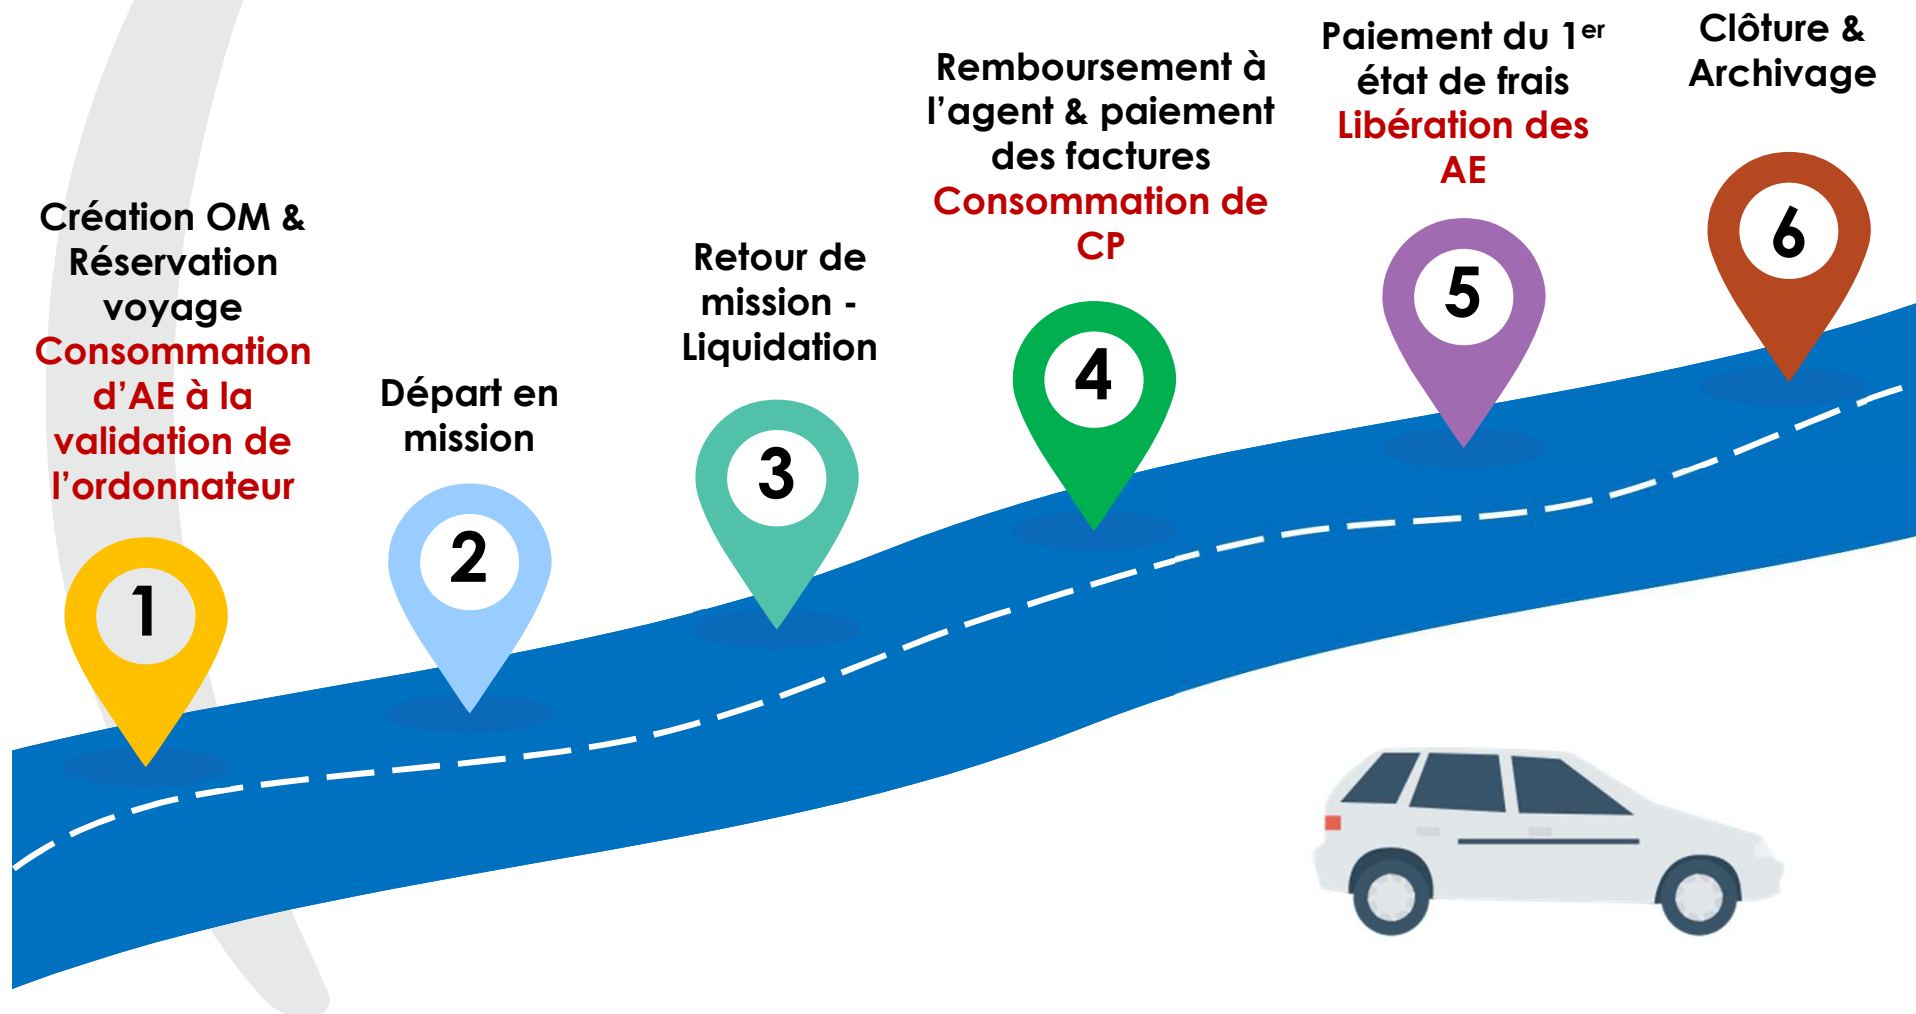 Création OM &
Réservation
voyage
Consommation
d’AE à la
validation de
l’ordonnateur
1
Départ en
mission
2
Retour de
mission -
Liquidation
3
Remboursement à
l’agent & paiement
des factures
Consommation de
CP
4
Paiement du 1er
état de frais
Libération des
AE
5
Clôture &
Archivage
6